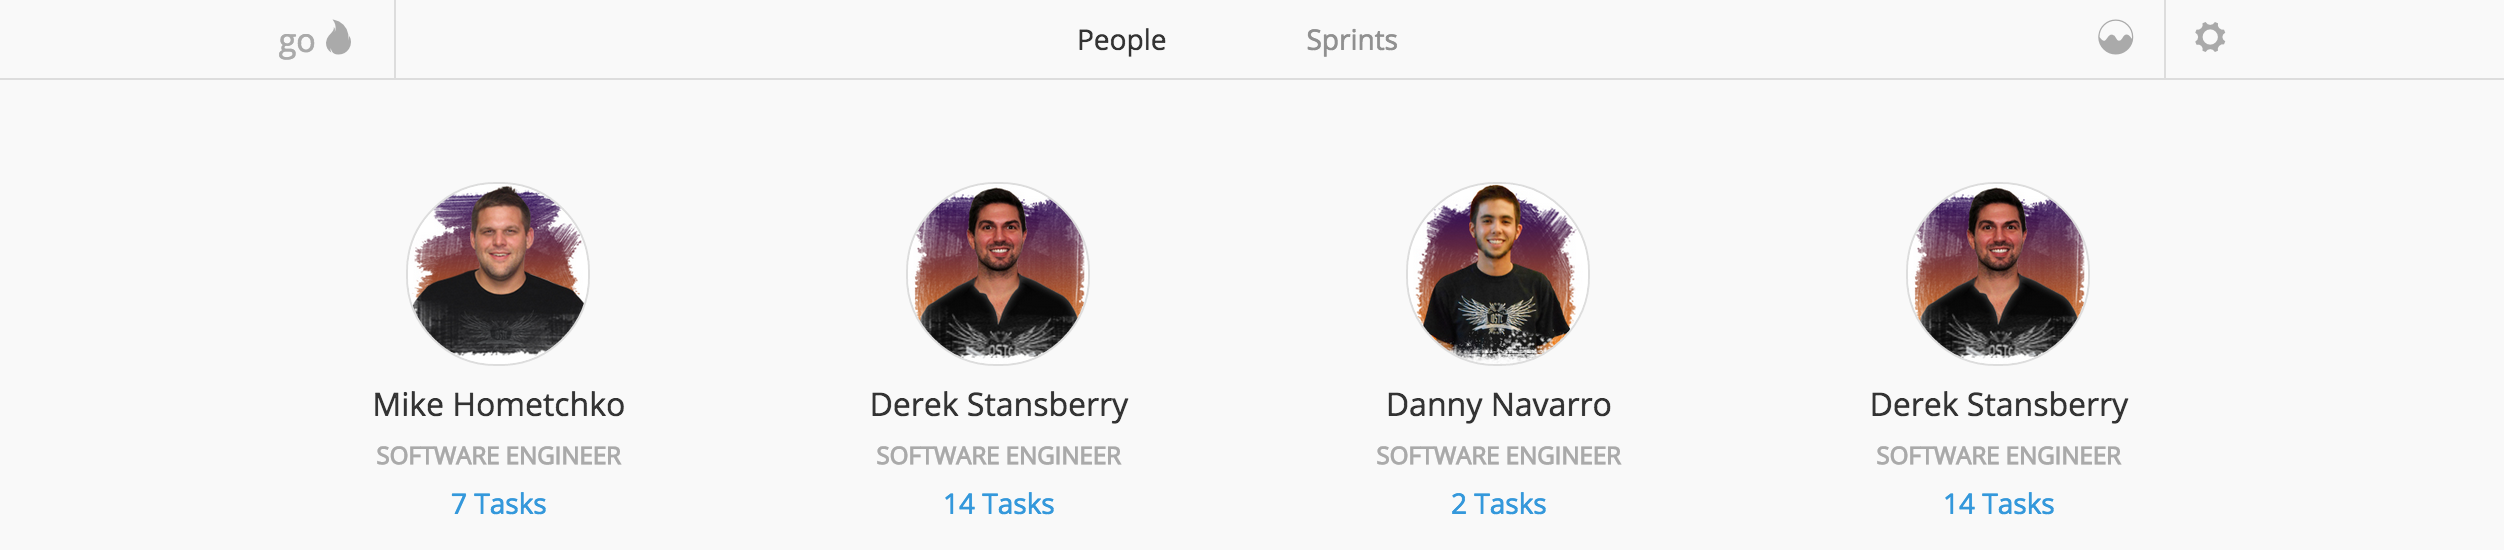 go
People
Sprints
Mike Hometchko
SOFTWARE ENGINEER
7 Tasks
Derek Stansberry
SOFTWARE ENGINEER
14 Tasks
Danny Navarro
SOFTWARE ENGINEER
2 Tasks
Derek Stansberry
SOFTWARE ENGINEER
14 Tasks